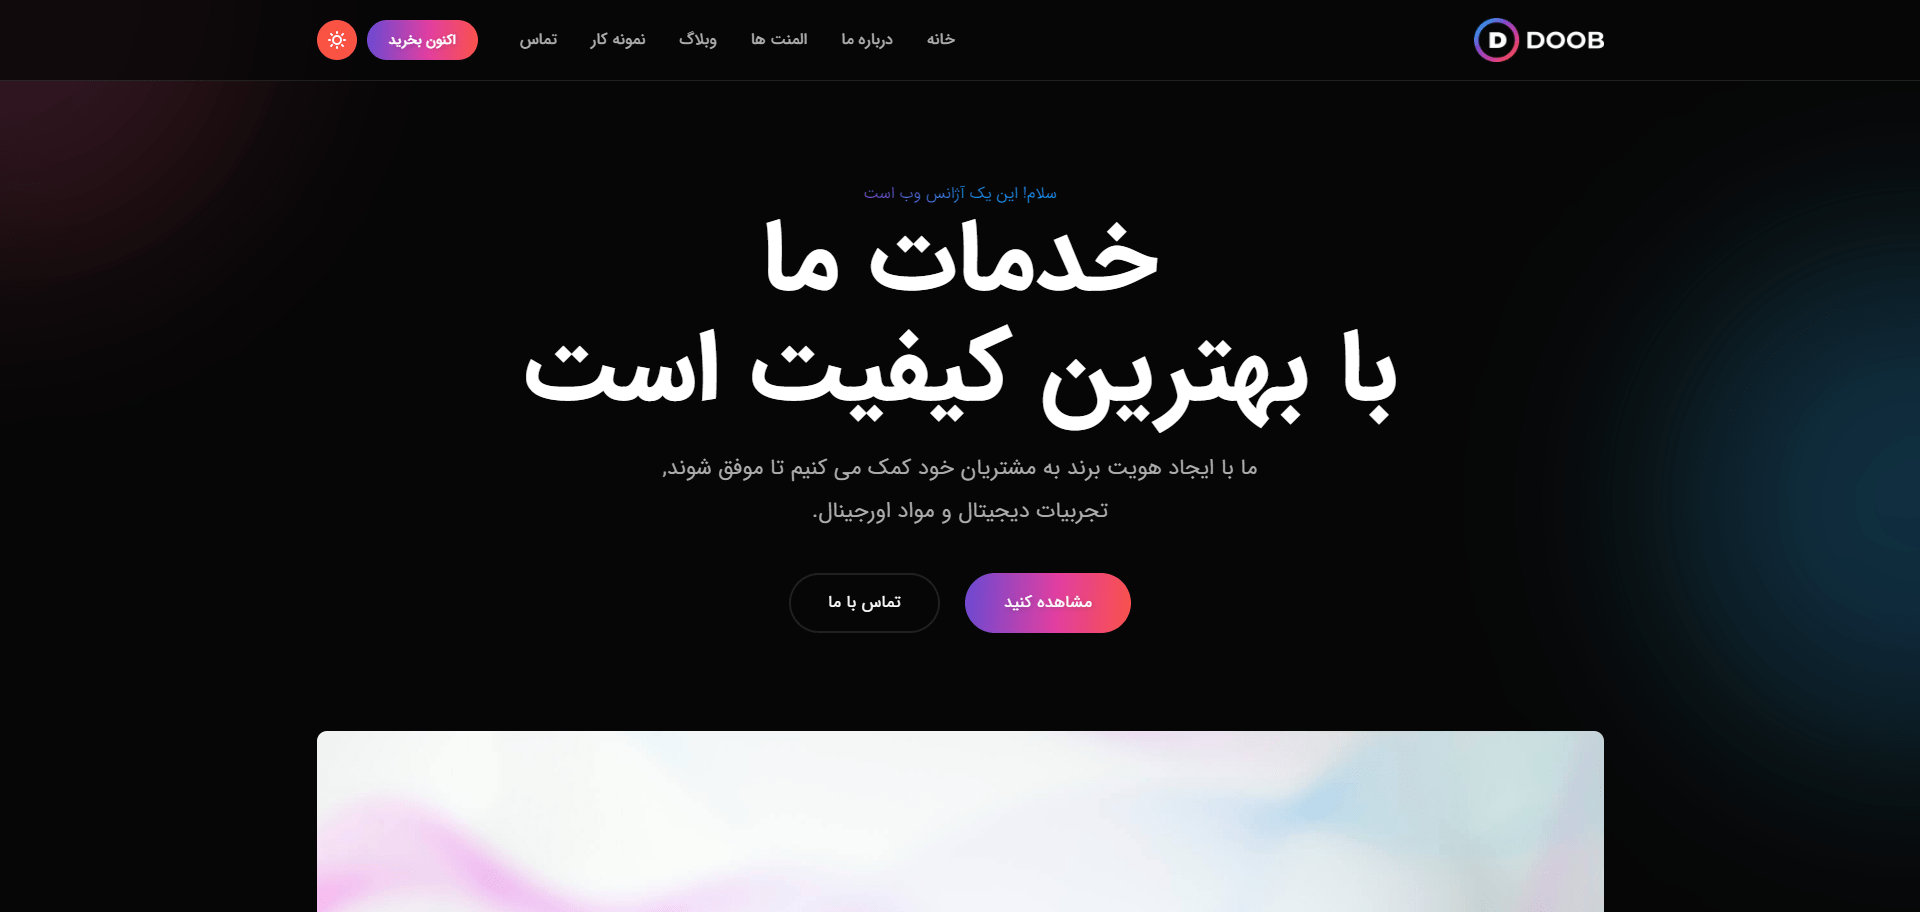 DOOB
خانه
درباره ما
المنت ها
وبلاگ
نمونه کار
تماس
اکنون بخرید
سلام! این یک آژانس وب است
خدمات ما
با بهترین کیفیت است
ما با ایجاد هویت برند به مشتریان خود کمک می کنیم تا موفق شوند,
تجربیات دیجیتال و مواد اورجینال.
مشاهده کنید
تماس با ما